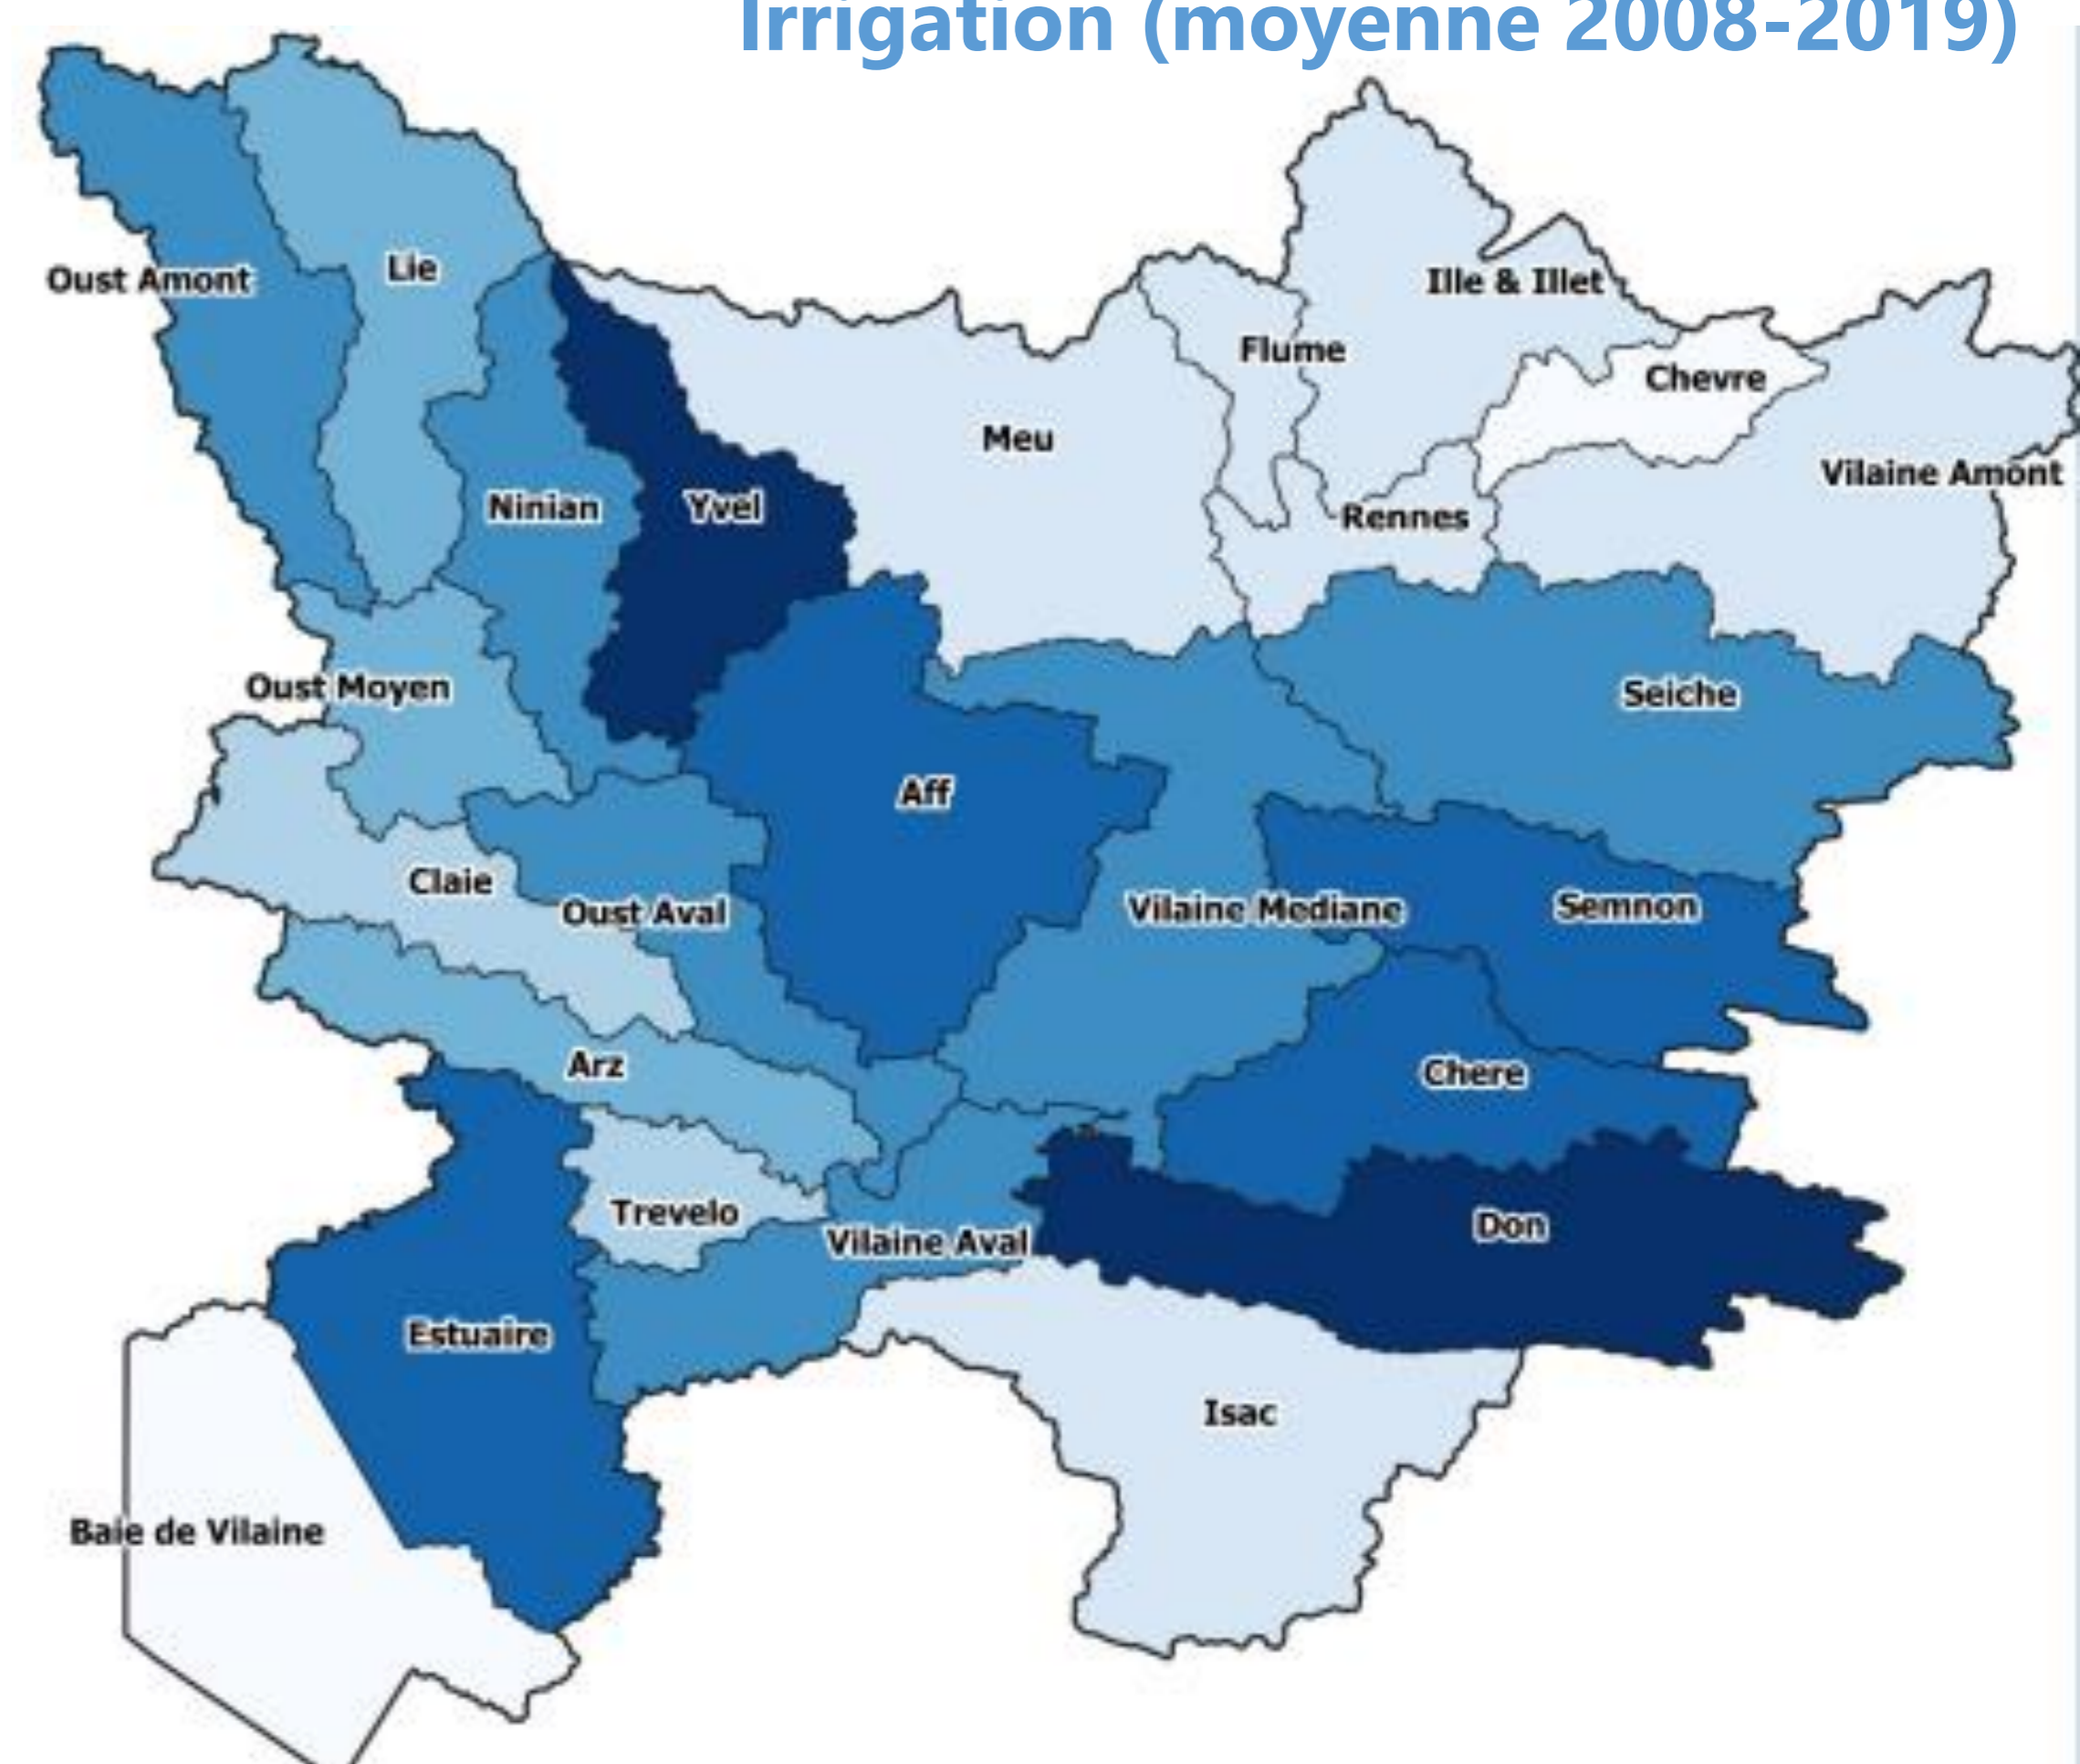 Irrigation (moyenne 2008-2019)
Oust Amont
Lie
Ille & Illet
Flume
Chevre
Meu
Vilaine Amont
Ninian
Yvel
Rennes
Oust Moyen
Seiche
Aff
Claie
Oust Aval
Vilaine Mediane
Semnon
Arz
Chere
Trevelo
Vilaine Aval
Don
Estuaire
Isac
Baie de Vilaine